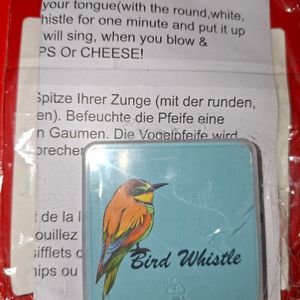 your tongue(with the round,white,
histle for one minute and put it up
will sing, when you blow &
PS Or CHEESE!
Spitze Ihrer Zunge (mit der runden,
en). Befeuchte die Pfeife eine
n Gaumen. Die Vogelpfeife wird
prechen
t de la l
ouillez
sifflets d
hips ou
Bird Whistle